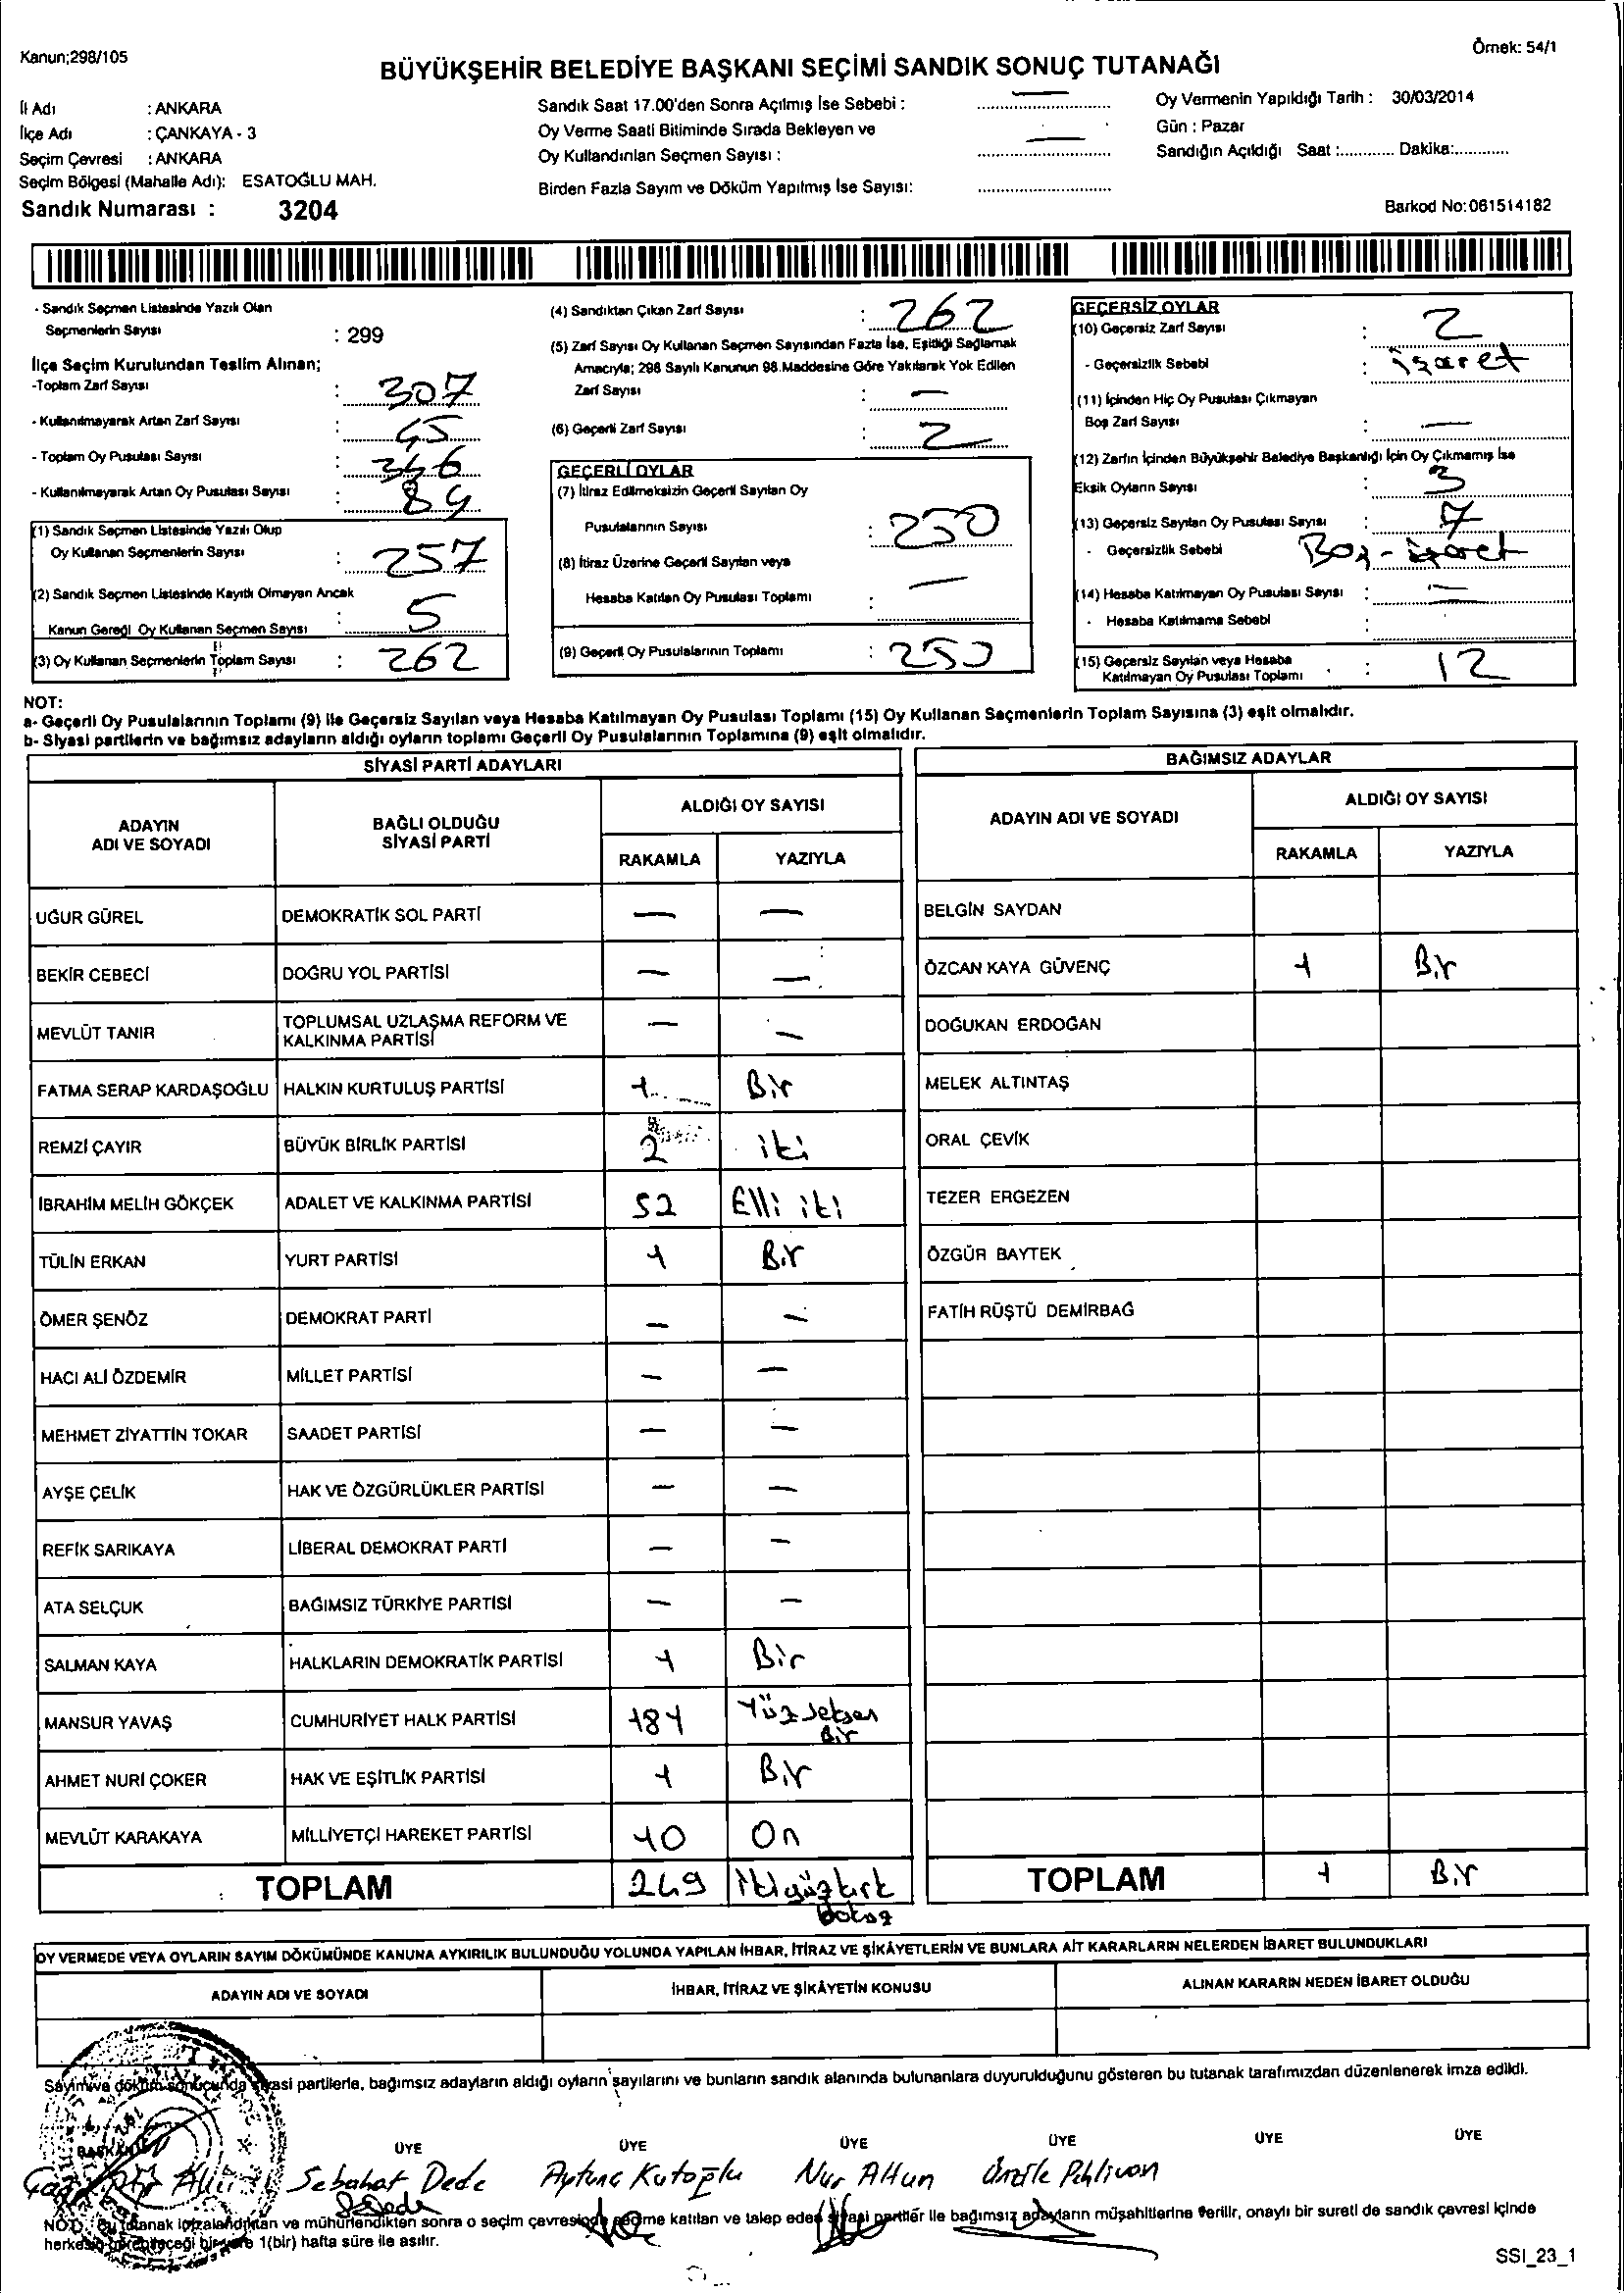 Kanun;298/105
Örnek: 54/1
BÜYÜKŞEHİR BELEDİYE BAŞKANI SEÇİMİ SANDIK SONUÇ TUTANAĞI
İl Adı : ANKARA
İlçe Adı : ÇANKAYA - 3
Seçim Çevresi : ANKARA
Seçim Bölgesi (Mahalle Adı): ESATOĞLU MAH.
Sandık Numarası : 3204
Sandık Saat 17.00'den Sonra Açılmış İse Sebebi : —
Oy Verme Saati Bitiminde Sırada Bekleyen ve
Oy Kullandırılan Seçmen Sayısı : —
Birden Fazla Sayım ve Döküm Yapılmış İse Sayısı:
Oy Vermenin Yapıldığı Tarih : 30/03/2014
Gün : Pazar
Sandığın Açıldığı Saat :............ Dakika:............
Barkod No:061514182
- Sandık Seçmen Listesinde Yazılı Olan
Seçmenlerin Sayısı : 299
İlçe Seçim Kurulundan Teslim Alınan;
-Toplam Zarf Sayısı : 307
- Kullanılmayarak Artan Zarf Sayısı : 45
- Toplam Oy Pusulası Sayısı : 346
- Kullanılmayarak Artan Oy Pusulası Sayısı : 84
(1) Sandık Seçmen Listesinde Yazılı Olup
Oy Kullanan Seçmenlerin Sayısı : 257
(2) Sandık Seçmen Listesinde Kayıtlı Olmayan Ancak
Kanun Gereği Oy Kullanan Seçmen Sayısı : 5
(3) Oy Kullanan Seçmenlerin Toplam Sayısı : 262
(4) Sandıktan Çıkan Zarf Sayısı : 262
(5) Zarf Sayısı Oy Kullanan Seçmen Sayısından Fazla İse, Eşitliği Sağlamak
Amacıyla; 298 Sayılı Kanunun 98.Maddesine Göre Yakılarak Yok Edilen
Zarf Sayısı : —
(6) Geçerli Zarf Sayısı : 2
GEÇERLİ OYLAR
(7) İtiraz Edilmeksizin Geçerli Sayılan Oy
Pusulalarının Sayısı : 250
(8) İtiraz Üzerine Geçerli Sayılan veya
Hesaba Katılan Oy Pusulası Toplamı : —
(9) Geçerli Oy Pusulalarının Toplamı : 250
GEÇERSİZ OYLAR
(10) Geçersiz Zarf Sayısı : 2
- Geçersizlik Sebebi : işaret
(11) İçinden Hiç Oy Pusulası Çıkmayan
Boş Zarf Sayısı : —
(12) Zarfın İçinden Büyükşehir Belediye Başkanlığı İçin Oy Çıkmamış İse
Eksik Oyların Sayısı : 3
(13) Geçersiz Sayılan Oy Pusulası Sayısı : 7
- Geçersizlik Sebebi Boş - işaret
(14) Hesaba Katılmayan Oy Pusulası Sayısı : —
- Hesaba Katılmama Sebebi :
(15) Geçersiz Sayılan veya Hesaba
Katılmayan Oy Pusulası Toplamı : 12
NOT:
a- Geçerli Oy Pusulalarının Toplamı (9) ile Geçersiz Sayılan veya Hesaba Katılmayan Oy Pusulası Toplamı (15) Oy Kullanan Seçmenlerin Toplam Sayısına (3) eşit olmalıdır.
b- Siyasi partilerin ve bağımsız adayların aldığı oyların toplamı Geçerli Oy Pusulalarının Toplamına (9) eşit olmalıdır.
SİYASİ PARTİ ADAYLARI
ADAYIN ADI VE SOYADI
BAĞLI OLDUĞU SİYASİ PARTİ
ALDIĞI OY SAYISI
RAKAMLA YAZIYLA
UĞUR GÜREL DEMOKRATİK SOL PARTİ — —
BEKİR CEBECİ DOĞRU YOL PARTİSİ — —
MEVLÜT TANIR TOPLUMSAL UZLAŞMA REFORM VE KALKINMA PARTİSİ — —
FATMA SERAP KARDAŞOĞLU HALKIN KURTULUŞ PARTİSİ 1 Bir
REMZİ ÇAYIR BÜYÜK BİRLİK PARTİSİ 2 iki
İBRAHİM MELİH GÖKÇEK ADALET VE KALKINMA PARTİSİ 52 Elli iki
TÜLİN ERKAN YURT PARTİSİ 1 Bir
ÖMER ŞENÖZ DEMOKRAT PARTİ — —
HACI ALİ ÖZDEMİR MİLLET PARTİSİ — —
MEHMET ZİYATTİN TOKAR SAADET PARTİSİ — —
AYŞE ÇELİK HAK VE ÖZGÜRLÜKLER PARTİSİ — —
REFİK SARIKAYA LİBERAL DEMOKRAT PARTİ — —
ATA SELÇUK BAĞIMSIZ TÜRKİYE PARTİSİ — —
SALMAN KAYA HALKLARIN DEMOKRATİK PARTİSİ 1 Bir
MANSUR YAVAŞ CUMHURİYET HALK PARTİSİ 181 Yüz seksen Bir
AHMET NURİ ÇOKER HAK VE EŞİTLİK PARTİSİ 1 Bir
MEVLÜT KARAKAYA MİLLİYETÇİ HAREKET PARTİSİ 10 On
TOPLAM 249 İkiyüzkırk Dokuz
BAĞIMSIZ ADAYLAR
ADAYIN ADI VE SOYADI
ALDIĞI OY SAYISI
RAKAMLA YAZIYLA
BELGİN SAYDAN
ÖZCAN KAYA GÜVENÇ 1 Bir
DOĞUKAN ERDOĞAN
MELEK ALTINTAŞ
ORAL ÇEVİK
TEZER ERGEZEN
ÖZGÜR BAYTEK
FATİH RÜŞTÜ DEMİRBAĞ
TOPLAM 1 Bir
OY VERMEDE VEYA OYLARIN SAYIM DÖKÜMÜNDE KANUNA AYKIRILIK BULUNDUĞU YOLUNDA YAPILAN İHBAR, İTİRAZ VE ŞİKÂYETLERİN VE BUNLARA AİT KARARLARIN NELERDEN İBARET BULUNDUKLARI
ADAYIN ADI VE SOYADI
İHBAR, İTİRAZ VE ŞİKÂYETİN KONUSU
ALINAN KARARIN NEDEN İBARET OLDUĞU
Sayım ve döküm sonucunda siyasi partilerle, bağımsız adayların aldığı oyların sayılarını ve bunların sandık alanında bulunanlara duyurulduğunu gösteren bu tutanak tarafımızdan düzenlenerek imza edildi.
BAŞKAN ÜYE ÜYE ÜYE ÜYE ÜYE ÜYE
Sebahat Dede Aytunç Kutoğlu Nur Altun Pehlivan
NOT: Bu tutanak imzalandıktan ve mühürlendikten sonra o seçim çevresinde seçime katılan ve talep eden siyasi partiler ile bağımsız adayların müşahitlerine verilir, onaylı bir sureti de sandık çevresi içinde
herkesin görebileceği bir yere 1(bir) hafta süre ile asılır.
SSI_23_1